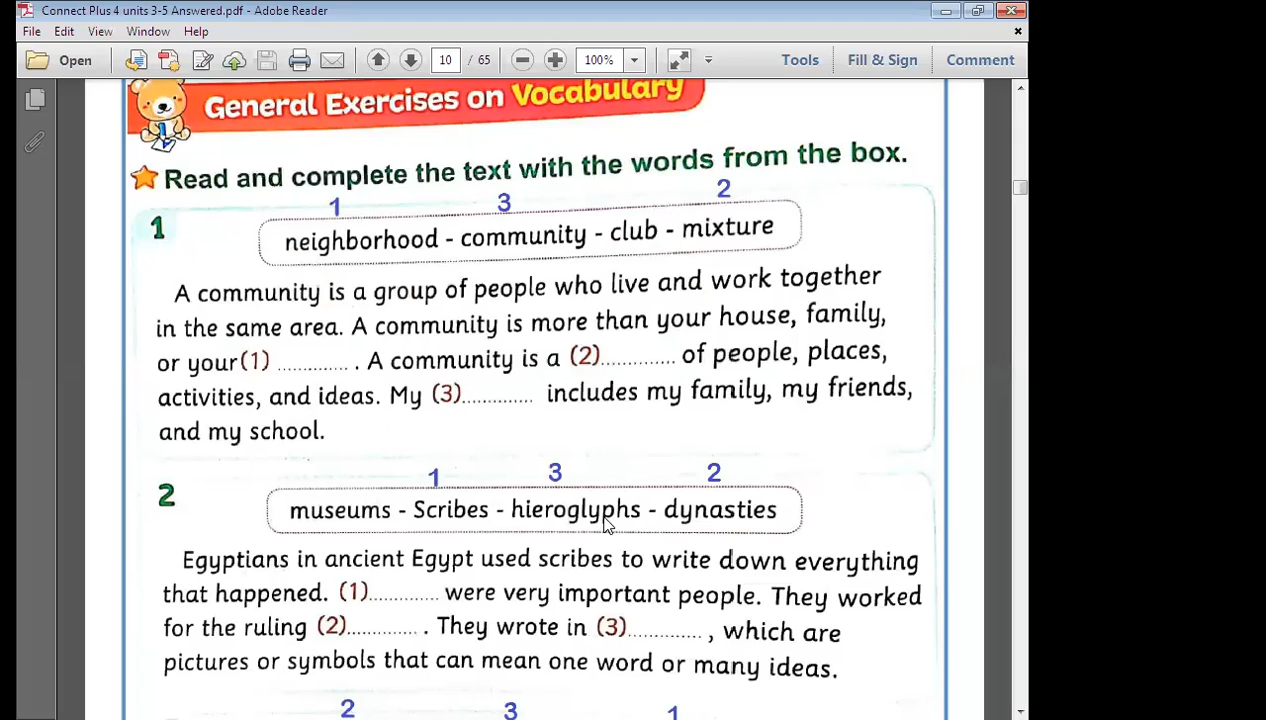 Connect Plus 4 units 3-5 Answered.pdf - Adobe Reader
File Edit View Window Help
Open 10 / 65 100% Tools Fill & Sign Comment
General Exercises on Vocabulary
Read and complete the text with the words from the box.
1 3 2
1
neighborhood - community - club - mixture
A community is a group of people who live and work together
in the same area. A community is more than your house, family,
or your(1) ............. . A community is a (2)............. of people, places,
activities, and ideas. My (3)............. includes my family, my friends,
and my school.
1 3 2
2
museums - Scribes - hieroglyphs - dynasties
Egyptians in ancient Egypt used scribes to write down everything
that happened. (1)............. were very important people. They worked
for the ruling (2)............. . They wrote in (3)............. , which are
pictures or symbols that can mean one word or many ideas.
2 3 1